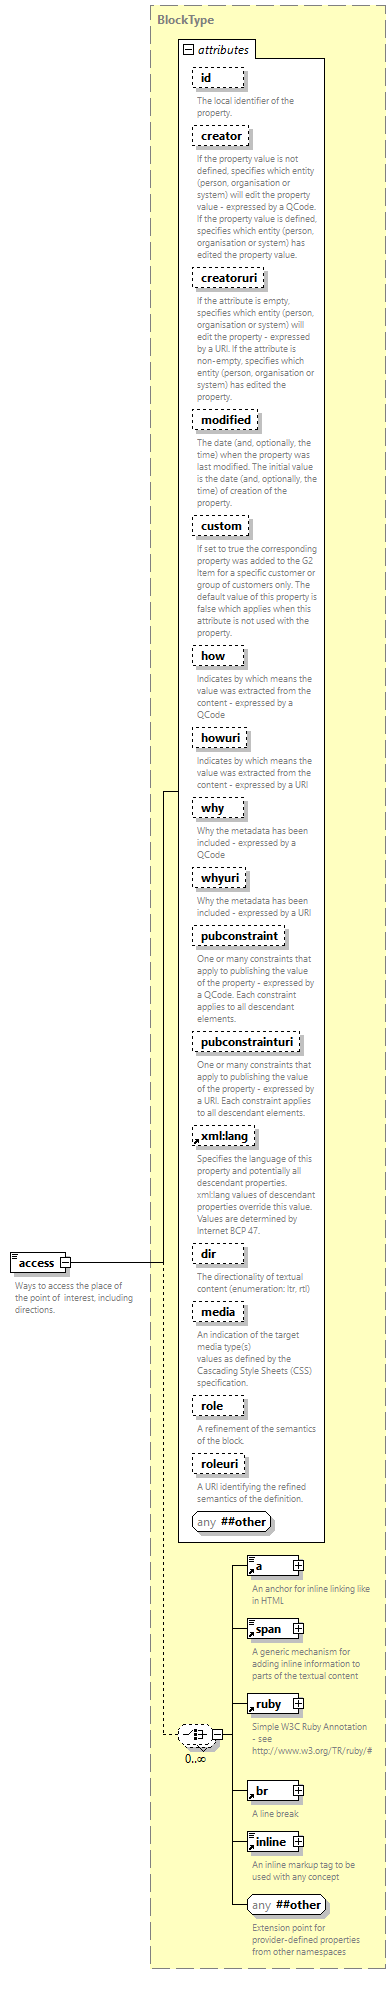 BlockType
attributes
id
The local identifier of the
property.
creator
If the property value is not
defined, specifies which entity
(person, organisation or
system) will edit the property
value - expressed by a QCode.
If the property value is defined,
specifies which entity (person,
organisation or system) has
edited the property value.
creatoruri
If the attribute is empty,
specifies which entity (person,
organisation or system) will
edit the property - expressed
by a URI. If the attribute is
non-empty, specifies which
entity (person, organisation or
system) has edited the
property.
modified
The date (and, optionally, the
time) when the property was
last modified. The initial value
is the date (and, optionally, the
time) of creation of the
property.
custom
If set to true the corresponding
property was added to the G2
Item for a specific customer or
group of customers only. The
default value of this property is
false which applies when this
attribute is not used with the
property.
how
Indicates by which means the
value was extracted from the
content - expressed by a
QCode
howuri
Indicates by which means the
value was extracted from the
content - expressed by a URI
why
Why the metadata has been
included - expressed by a
QCode
whyuri
Why the metadata has been
included - expressed by a URI
pubconstraint
One or many constraints that
apply to publishing the value
of the property - expressed by
a QCode. Each constraint
applies to all descendant
elements.
pubconstrainturi
One or many constraints that
apply to publishing the value
of the property - expressed by
a URI. Each constraint applies
to all descendant elements.
xml:lang
Specifies the language of this
property and potentially all
descendant properties.
xml:lang values of descendant
properties override this value.
Values are determined by
Internet BCP 47.
dir
The directionality of textual
content (enumeration: ltr, rtl)
access
Ways to access the place of
the point of interest, including
directions.
media
An indication of the target
media type(s)
values as defined by the
Cascading Style Sheets (CSS)
specification.
role
A refinement of the semantics
of the block.
roleuri
A URI identifying the refined
semantics of the definition.
any ##other
a
An anchor for inline linking like
in HTML
span
A generic mechanism for
adding inline information to
parts of the textual content
ruby
Simple W3C Ruby Annotation
- see
http://www.w3.org/TR/ruby/#
0..∞
br
A line break
inline
An inline markup tag to be
used with any concept
any ##other
Extension point for
provider-defined properties
from other namespaces